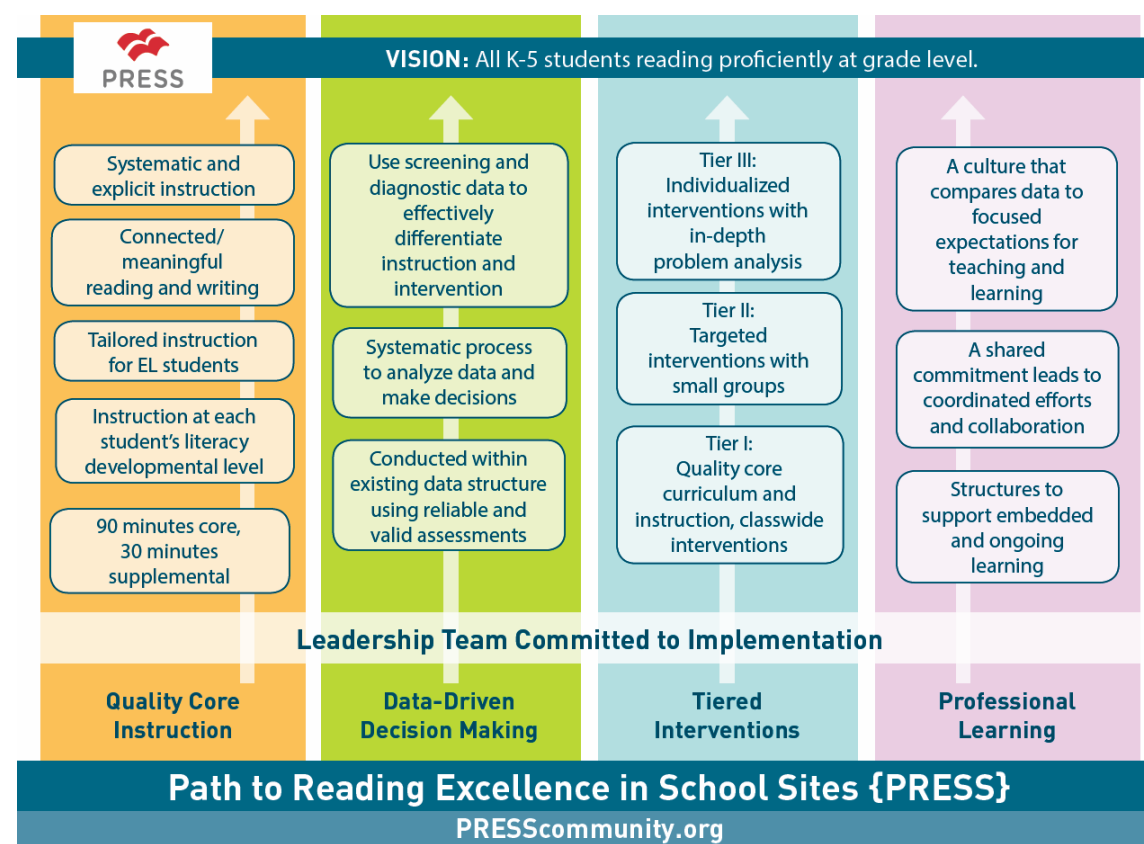 PRESS
VISION: All K-5 students reading proficiently at grade level.
Systematic and
explicit instruction
Connected/
meaningful
reading and writing
Tailored instruction
for EL students
Instruction at each
student's literacy
developmental level
90 minutes core,
30 minutes
supplemental
Use screening and
diagnostic data to
effectively
differentiate
instruction and
intervention
Systematic process
to analyze data and
make decisions
Conducted within
existing data structure
using reliable and
valid assessments
Tier III:
Individualized
interventions with
in-depth
problem analysis
Tier II:
Targeted
interventions with
small groups
Tier I:
Quality core
curriculum and
instruction, classwide
interventions
A culture that
compares data to
focused
expectations for
teaching and
learning
A shared
commitment leads to
coordinated efforts
and collaboration
Structures to
support embedded
and ongoing
learning
Leadership Team Committed to Implementation
Quality Core
Instruction
Data-Driven
Decision Making
Tiered
Interventions
Professional
Learning
Path to Reading Excellence in School Sites {PRESS}
PRESScommunity.org